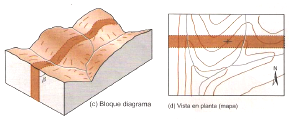 (c) Bloque diagrama
(d) Vista en planta (mapa)
N